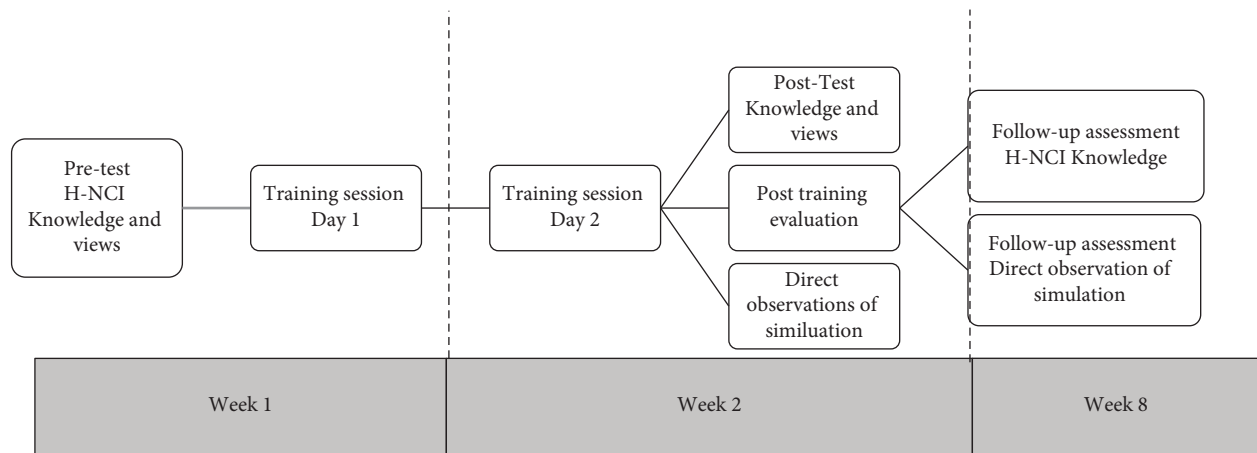 Pre-test
H-NCI
Knowledge and
views
Training session
Day 1
Training session
Day 2
Post-Test
Knowledge and
views
Post training
evaluation
Direct
observations of
similuation
Follow-up assessment
H-NCI Knowledge
Follow-up assessment
Direct observation of
simulation
Week 1
Week 2
Week 8